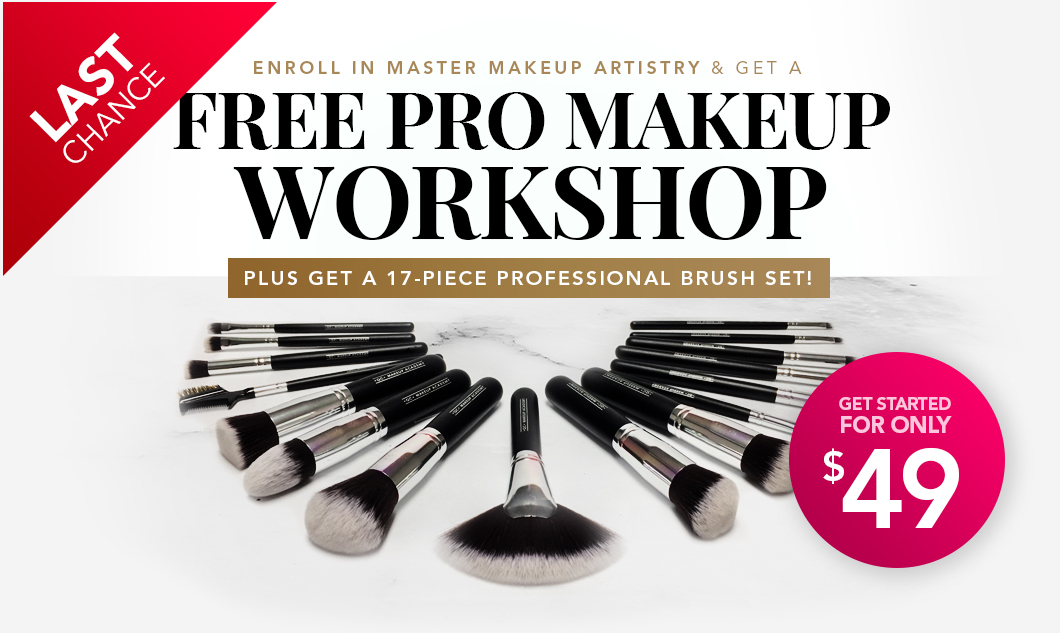 LAST
CHANCE
ENROLL IN MASTER MAKEUP ARTISTRY & GET A
FREE PRO MAKEUP
WORKSHOP
PLUS GET A 17-PIECE PROFESSIONAL BRUSH SET!
GET STARTED
FOR ONLY
$49